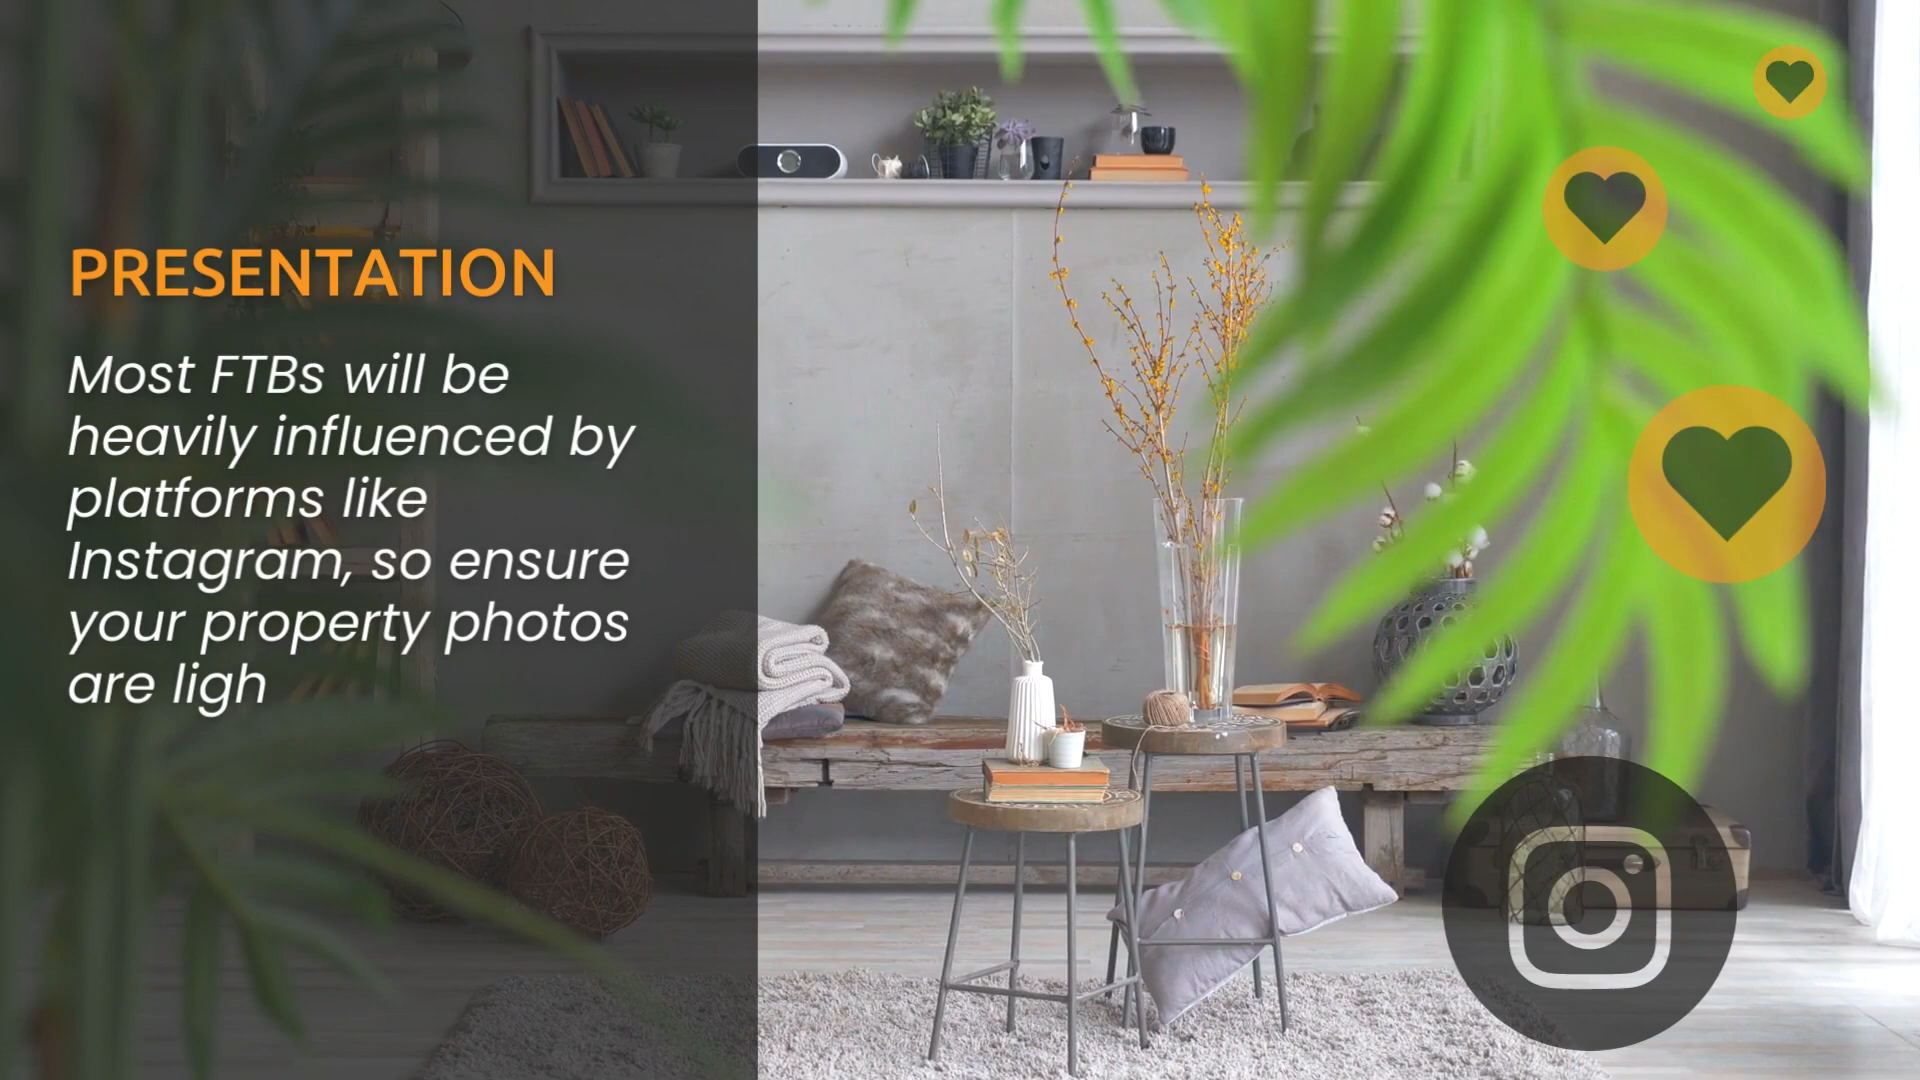 PRESENTATION
Most FTBs will be
heavily influenced by
platforms like
Instagram, so ensure
your property photos
are ligh